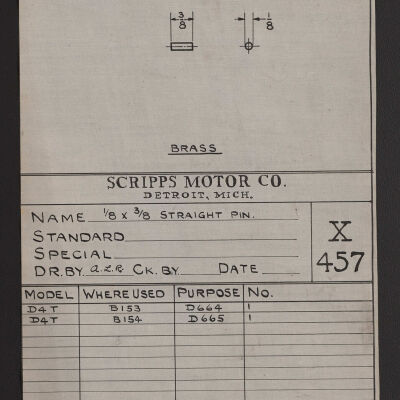 3/8 1/8
BRASS
SCRIPPS MOTOR CO.
DETROIT, MICH.
NAME 1/8 x 3/8 STRAIGHT PIN.
STANDARD
SPECIAL
DR.BY. a.l.R CK.BY DATE
X
457
MODEL WHERE USED PURPOSE NO.
D4T B153 D664 1
D4T B154 D665 1